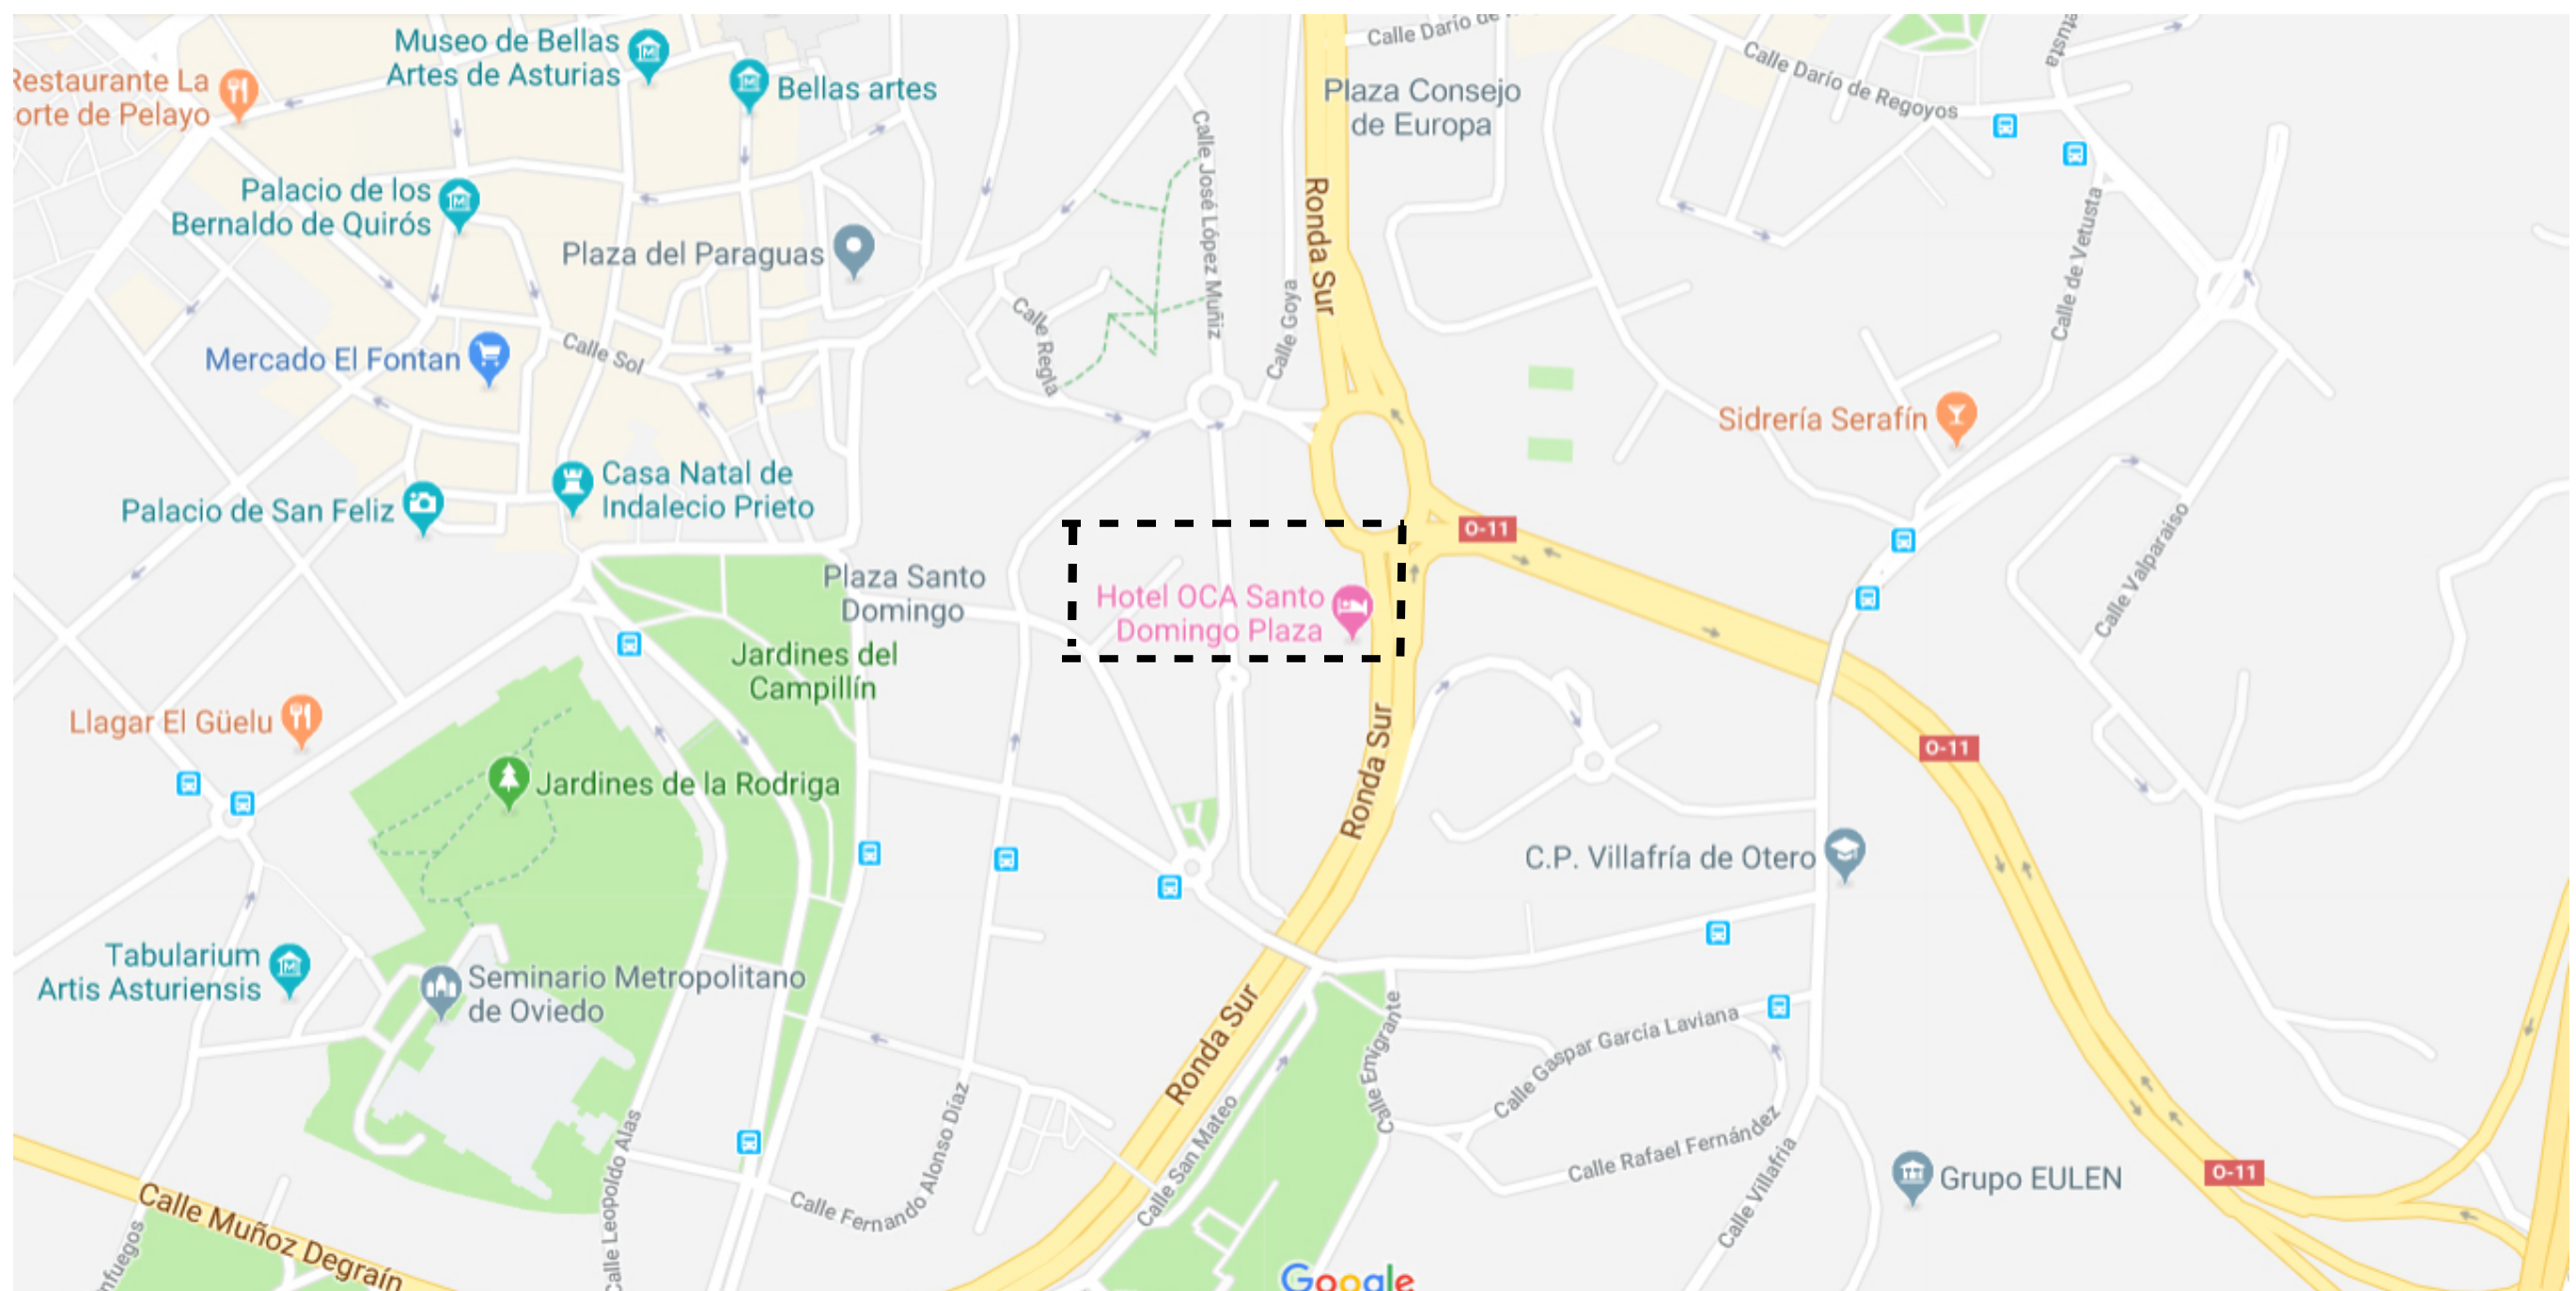 Museo de Bellas
Artes de Asturias
Bellas artes
Restaurante La
orte de Pelayo
Calle Darío de
Plaza Consejo
de Europa
Calle Darío de Regoyos
etusta
Palacio de los
Bernaldo de Quirós
Plaza del Paraguas
Calle José López Muñiz
Ronda Sur
Calle de Vetusta
Calle Regla
Calle Goya
Mercado El Fontan
Calle Sol
Sidrería Serafín
Palacio de San Feliz
Casa Natal de
Indalecio Prieto
O-11
Plaza Santo
Domingo
Hotel OCA Santo
Domingo Plaza
Calle Valparaíso
Jardines del
Campillín
Llagar El Güelu
Ronda Sur
O-11
Jardines de la Rodriga
C.P. Villafría de Otero
Tabularium
Artis Asturiensis
Seminario Metropolitano
de Oviedo
Ronda Sur
Calle Emigrante
Calle Gaspar García Laviana
Calle San Mateo
Calle Rafael Fernández
Calle Villafría
Grupo EULEN
O-11
Calle Muñoz Degraín
Calle Leopoldo Alas
Calle Fernando Alonso Díaz
nfuegos
Google